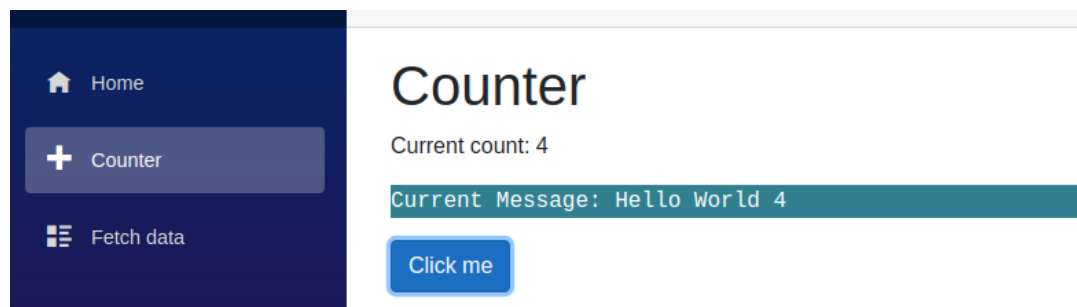 Home
Counter
Fetch data
Counter
Current count: 4
Current Message: Hello World 4
Click me